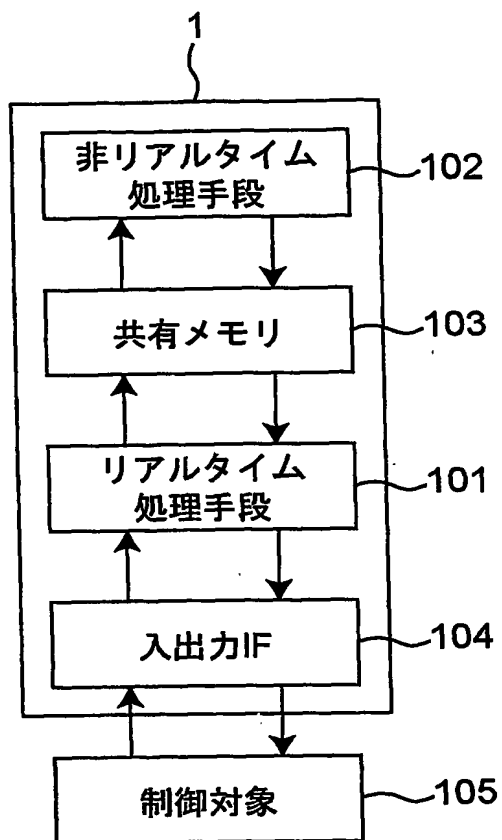 1
非リアルタイム
処理手段
102
共有メモリ
103
リアルタイム
処理手段
101
入出力IF
104
制御対象
105